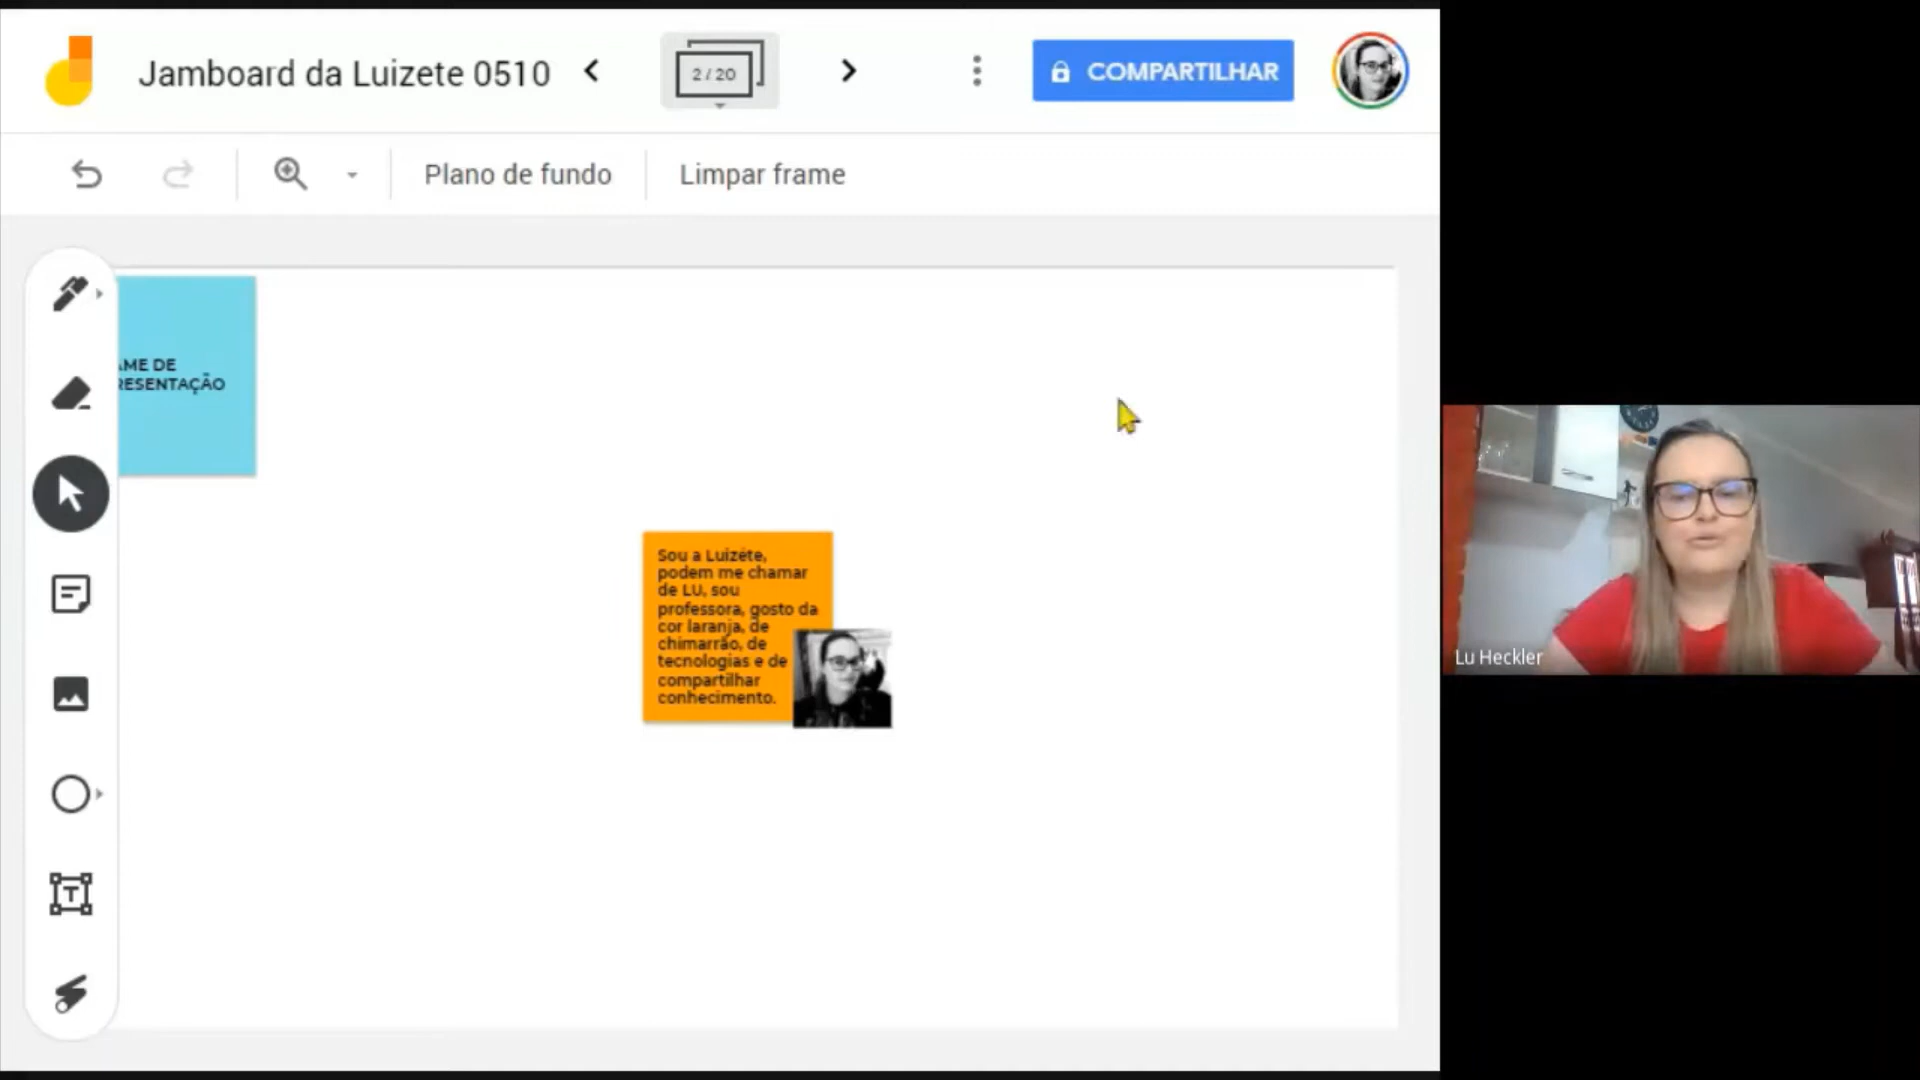 Jamboard da Luizete 0510
2 / 20
COMPARTILHAR
Plano de fundo
Limpar frame
AME DE
RESENTAÇÃO
Sou a Luizete,
podem me chamar
de LU, sou
professora, gosto da
cor laranja, de
chimarrão, de
tecnologias e de
compartilhar
conhecimento.
Lu Heckler